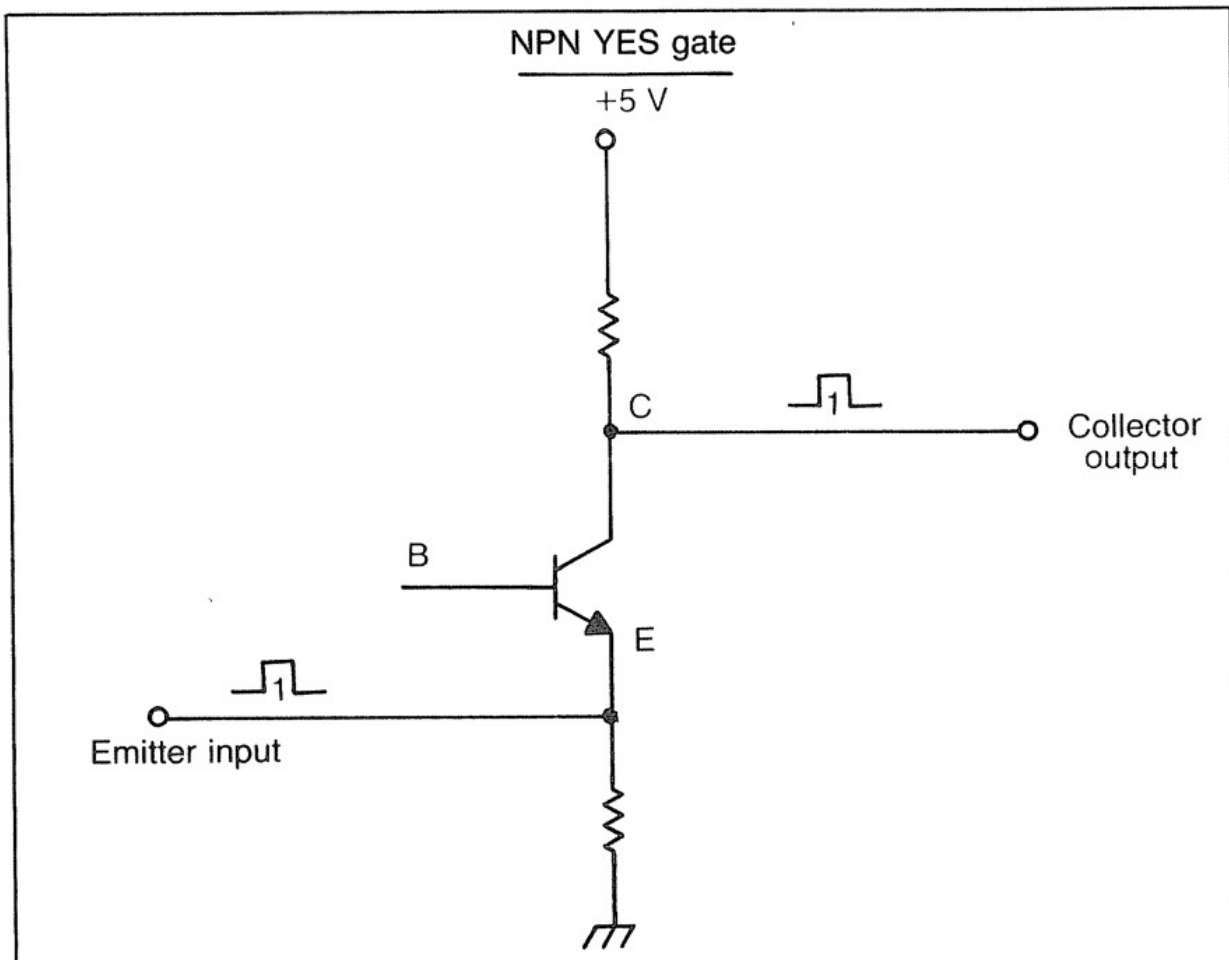 NPN YES gate
+5 V
C
1
Collector
output
B
E
1
Emitter input